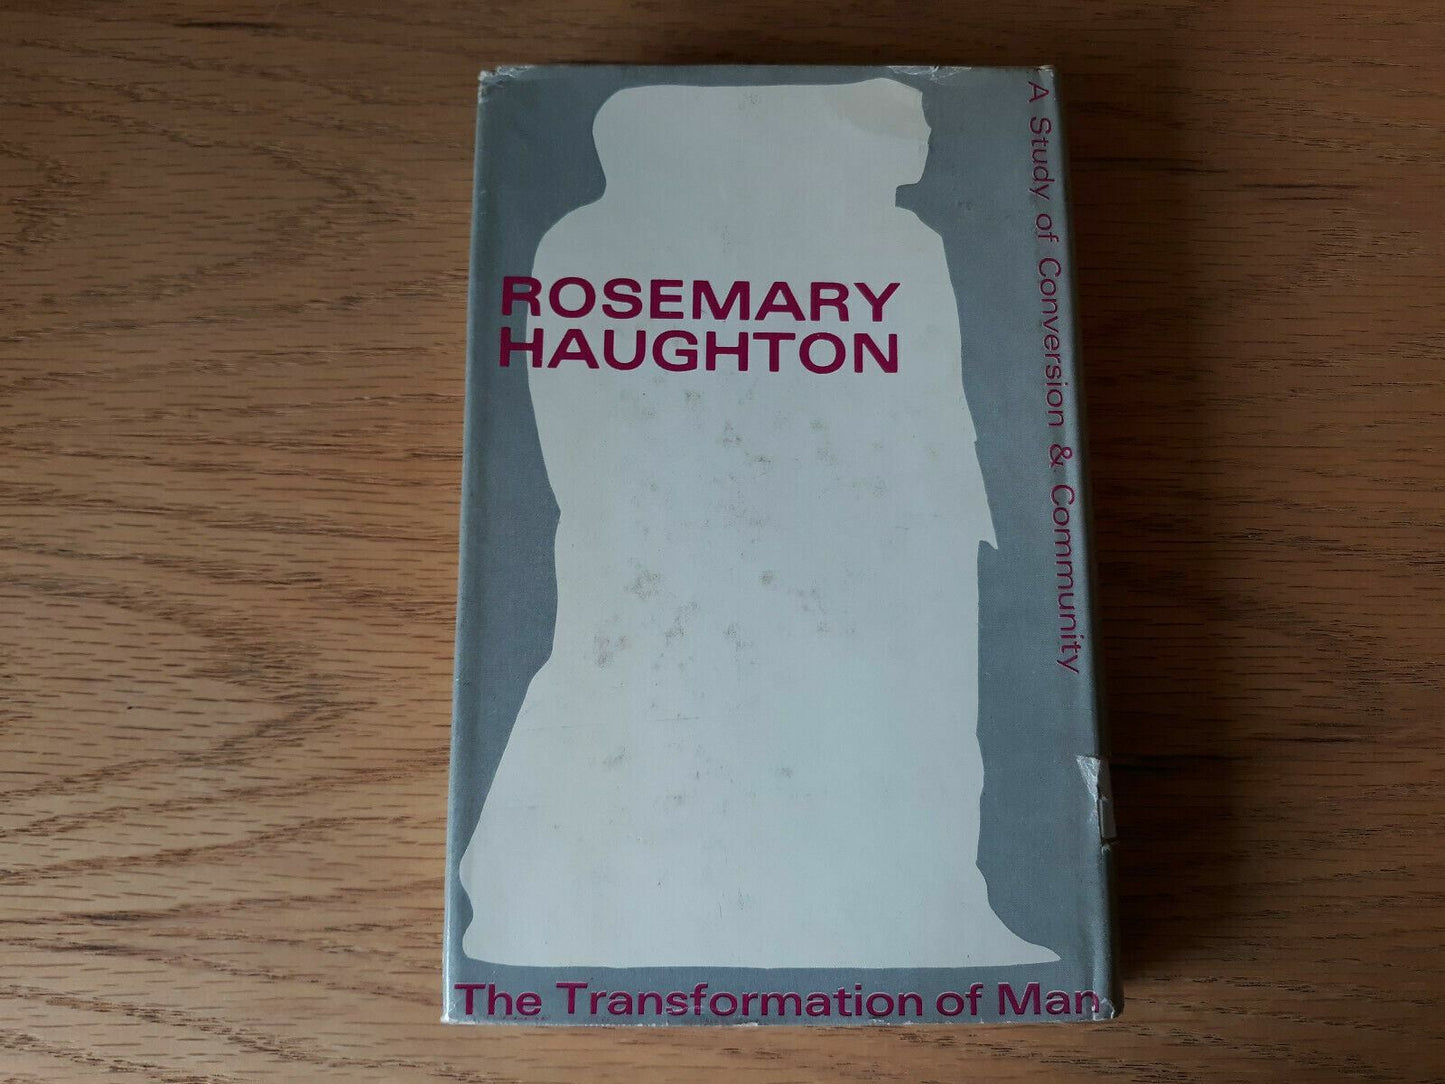 ROSEMARY
HAUGHTON
A Study of Conversion & Community
The Transformation of Man